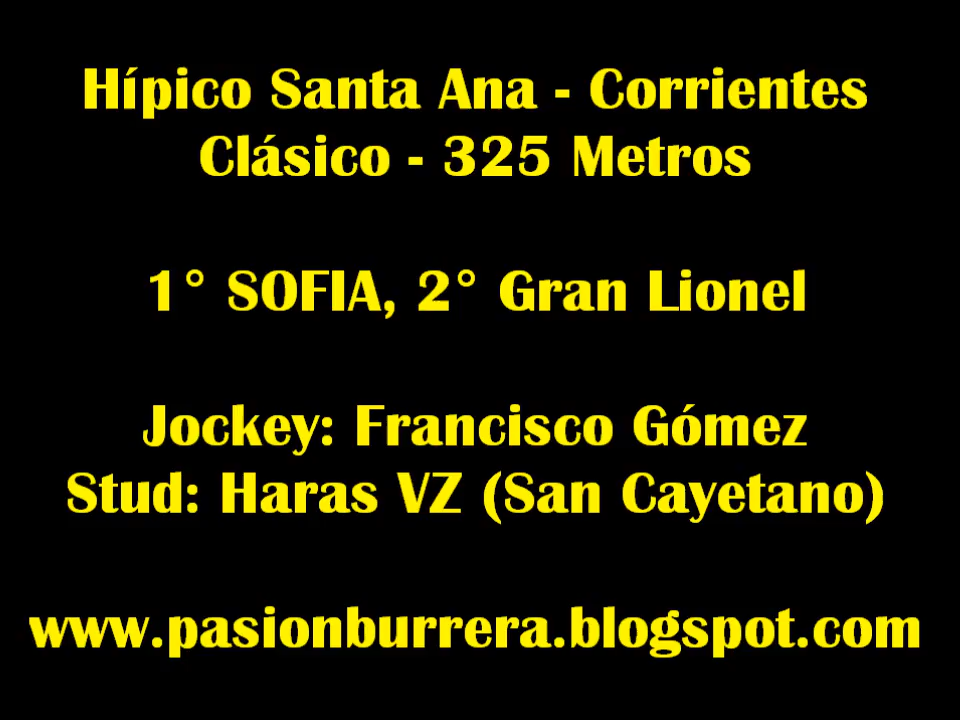 Hípico Santa Ana - Corrientes
Clásico - 325 Metros
1° SOFIA, 2° Gran Lionel
Jockey: Francisco Gómez
Stud: Haras VZ (San Cayetano)
www.pasionburrera.blogspot.com